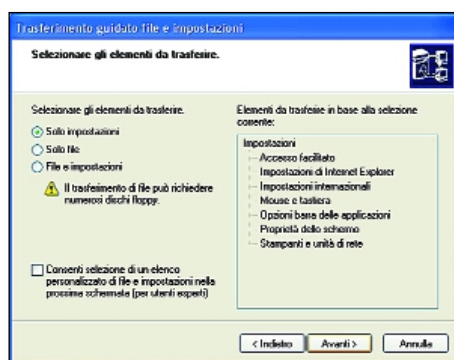 Trasferimento guidato file e impostazioni
Selezionare gli elementi da trasferire.
Selezionare gli elementi da trasferire.
Solo impostazioni
Solo file
File e impostazioni
Il trasferimento di file può richiedere
numerosi dischi floppy.
Consenti selezione di un elenco
personalizzato di file e impostazioni nella
prossima schermata (per utenti esperti)
Elementi da trasferire in base alla selezione
corrente:
Impostazioni
Accesso facilitato
Impostazioni di Internet Explorer
Impostazioni internazionali
Mouse e tastiera
Opzioni barra delle applicazioni
Proprietà dello schermo
Stampanti e unità di rete
< Indietro
Avanti >
Annulla